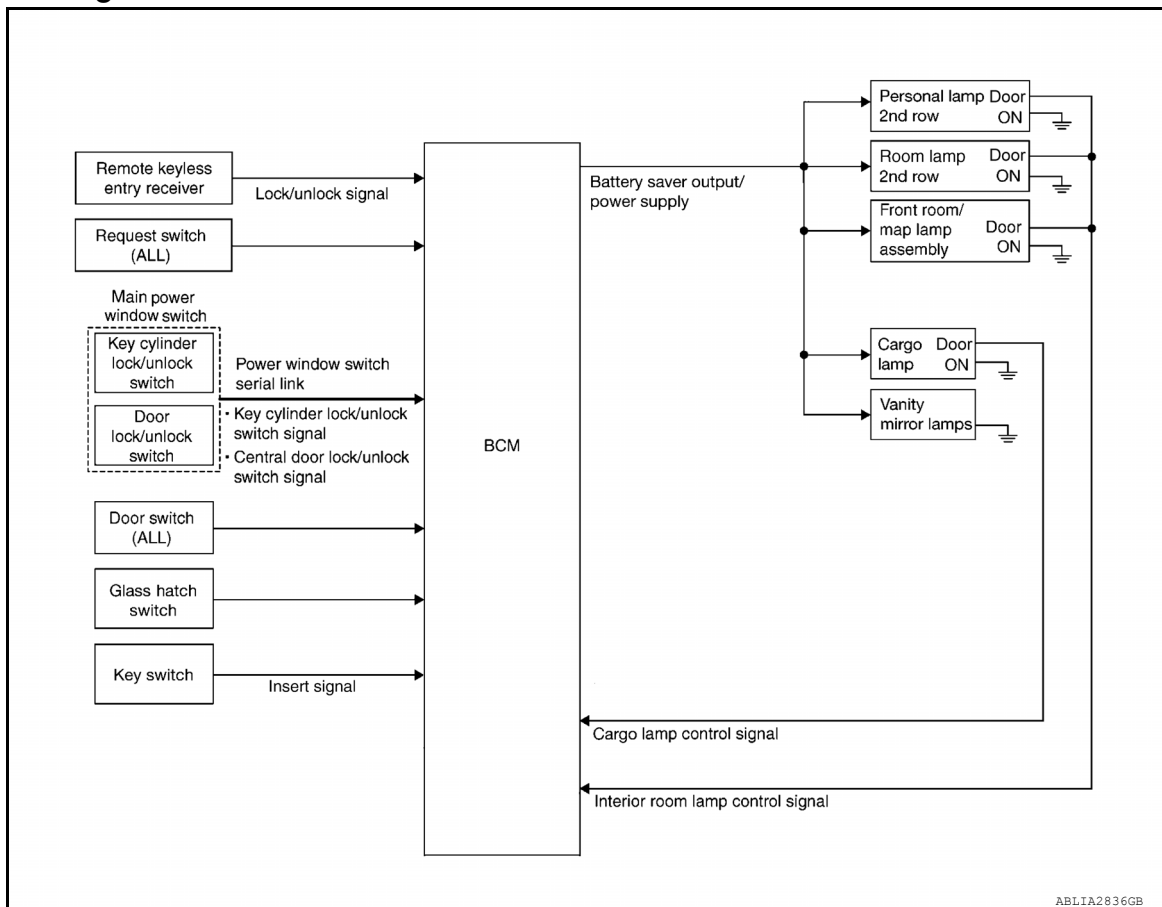 Remote keyless
entry receiver
Lock/unlock signal
Request switch
(ALL)
Main power
window switch
Key cylinder
lock/unlock
switch
Door
lock/unlock
switch
Power window switch
serial link
· Key cylinder lock/unlock
switch signal
· Central door lock/unlock
switch signal
Door switch
(ALL)
Glass hatch
switch
Key switch
Insert signal
BCM
Battery saver output/
power supply
Personal lamp Door
2nd row ON
Room lamp Door
2nd row ON
Front room/
map lamp Door
assembly ON
Cargo Door
lamp ON
Vanity
mirror lamps
Cargo lamp control signal
Interior room lamp control signal
ABLIA2836GB